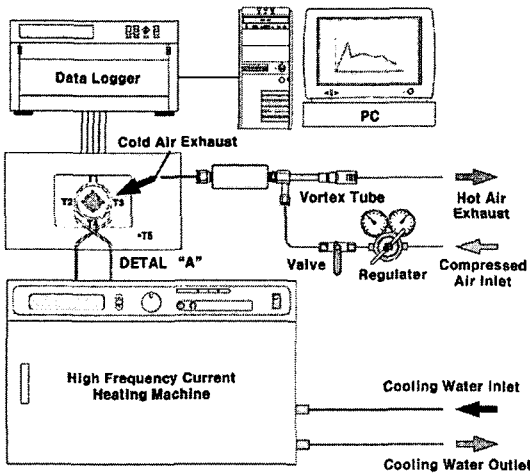 Data Logger
PC
Cold Air Exhaust
T2
T3
T5
DETAL "A"
Vortex Tube
Hot Air
Exhaust
Valve
Regulater
Compressed
Air Inlet
High Frequency Current
Heating Machine
Cooling Water Inlet
Cooling Water Outlet